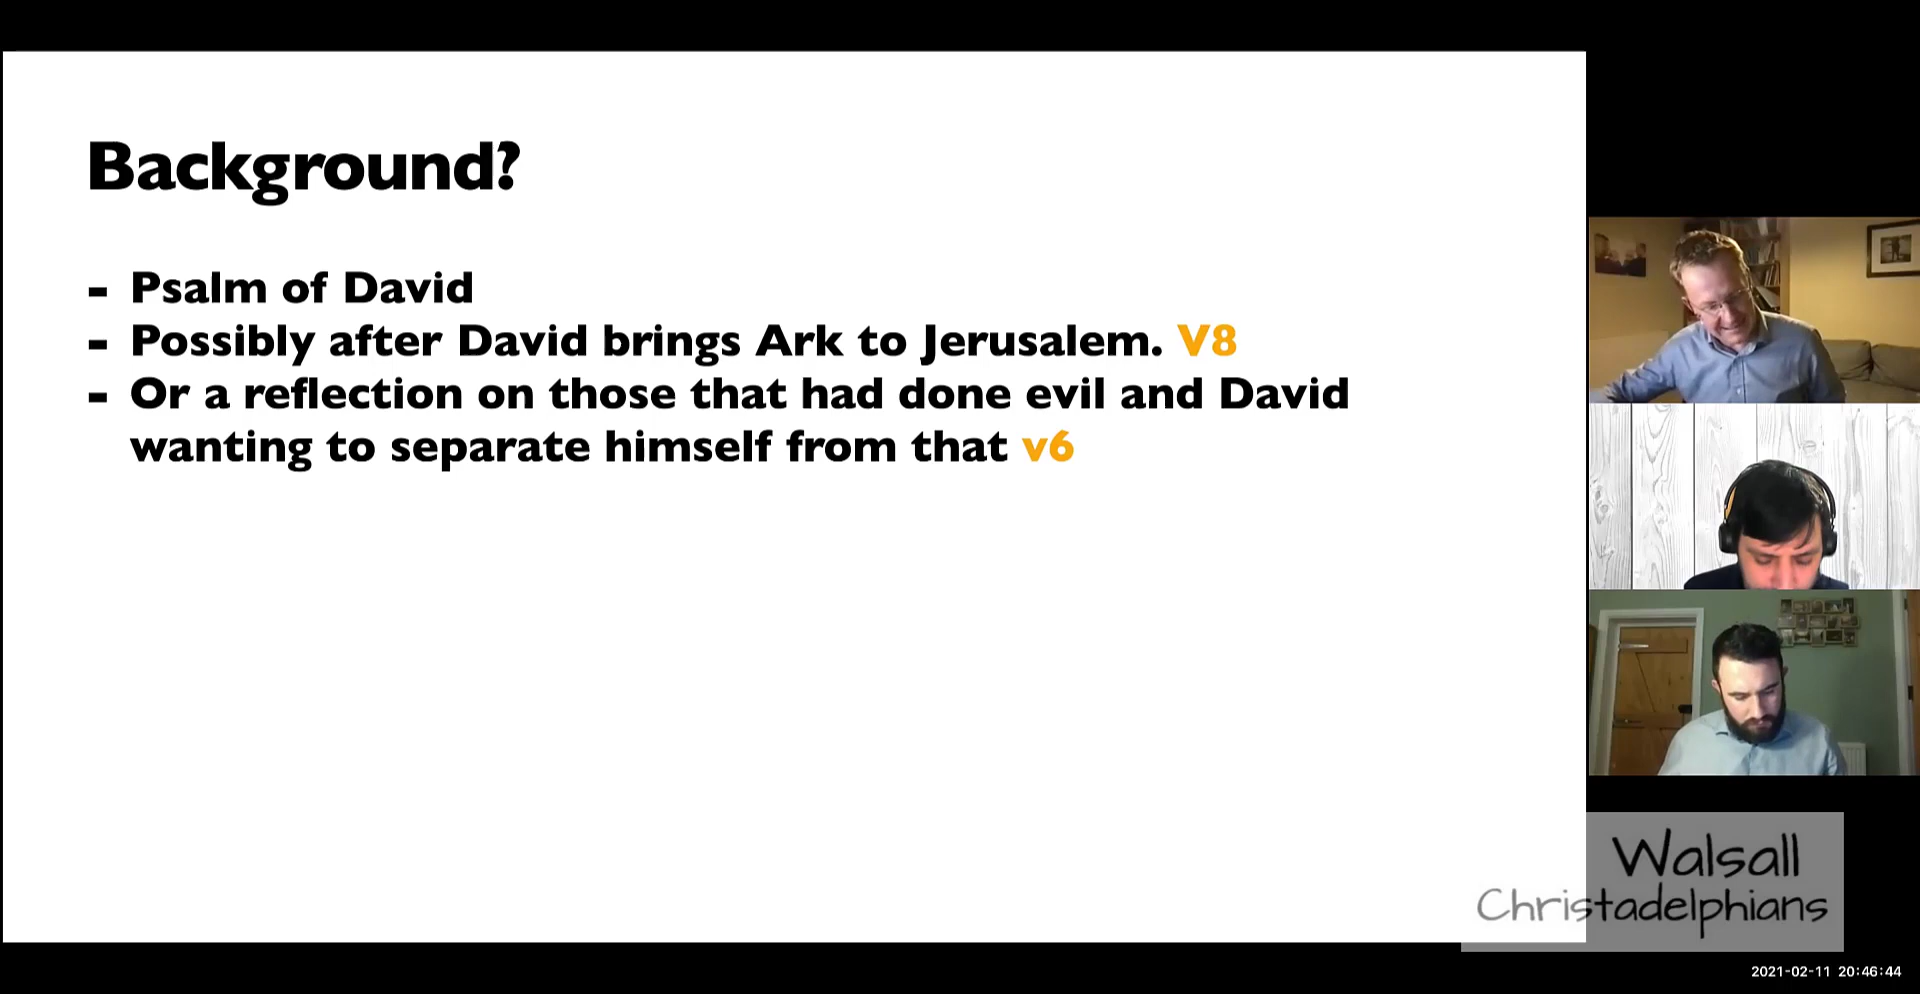 Background?
- Psalm of David
- Possibly after David brings Ark to Jerusalem. V8
- Or a reflection on those that had done evil and David
wanting to separate himself from that v6
Walsall
Christadelphians
2021-02-11 20:46:44